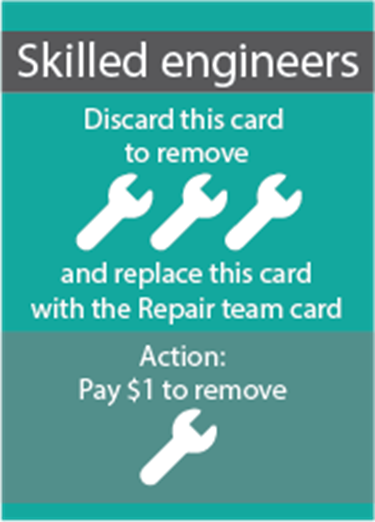 Skilled engineers
Discard this card
to remove
and replace this card
with the Repair team card
Action:
Pay $1 to remove